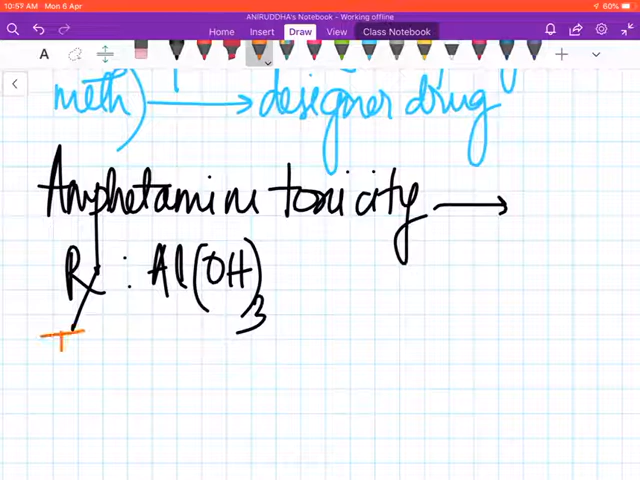 10:57 AM Mon 6 Apr
60%
ANIRUDDHA's Notebook - Working offline
Home Insert Draw View Class Notebook
A
meth) → designer drug
Amphetamine toxicity →
Rx : Al(OH)3
T